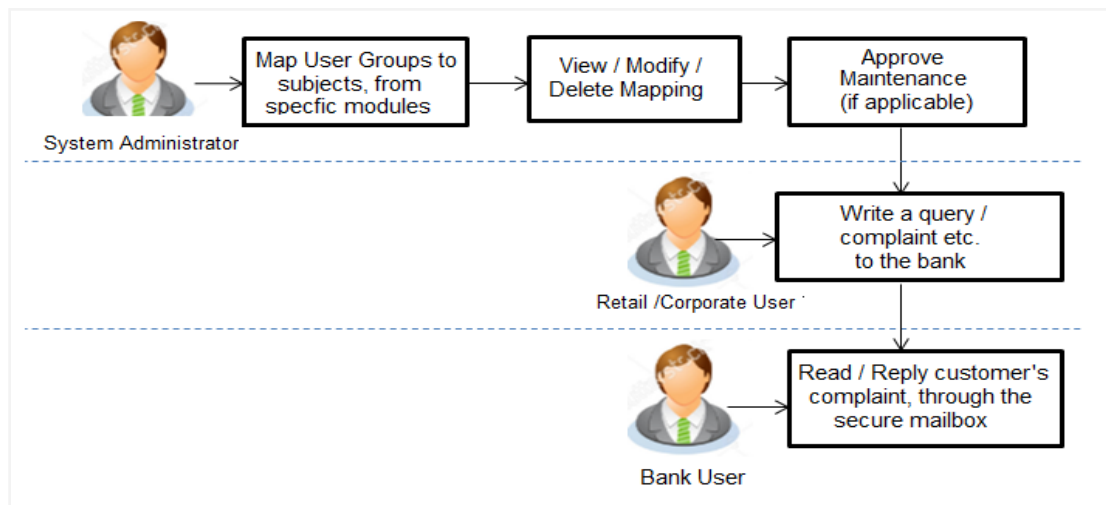 Map User Groups to
subjects, from
specfic modules
View / Modify /
Delete Mapping
Approve
Maintenance
(if applicable)
System Administrator
Write a query /
complaint etc.
to the bank
Retail /Corporate User
Read / Reply customer's
complaint, through the
secure mailbox
Bank User